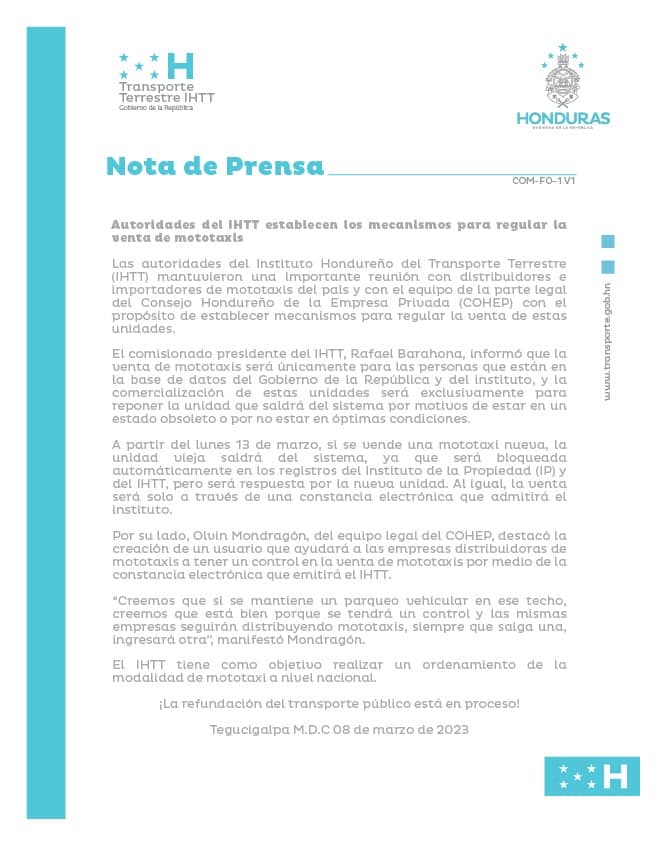 H
Transporte
Terrestre IHTT
Gobierno de la República
HONDURAS
GOBIERNO DE LA REPÚBLICA
Nota de Prensa
COM-FO-1 V1
Autoridades del IHTT establecen los mecanismos para regular la
venta de mototaxis
Las autoridades del Instituto Hondureño del Transporte Terrestre
(IHTT) mantuvieron una importante reunión con distribuidores e
importadores de mototaxis del país y con el equipo de la parte legal
del Consejo Hondureño de la Empresa Privada (COHEP) con el
propósito de establecer mecanismos para regular la venta de estas
unidades.
El comisionado presidente del IHTT, Rafael Barahona, informó que la
venta de mototaxis será únicamente para las personas que están en
la base de datos del Gobierno de la República y del instituto, y la
comercialización de estas unidades será exclusivamente para
reponer la unidad que saldrá del sistema por motivos de estar en un
estado obsoleto o por no estar en óptimas condiciones.
A partir del lunes 13 de marzo, si se vende una mototaxi nueva, la
unidad vieja saldrá del sistema, ya que será bloqueada
automáticamente en los registros del Instituto de la Propiedad (IP) y
del IHTT, pero será respuesta por la nueva unidad. Al igual, la venta
será solo a través de una constancia electrónica que admitirá el
instituto.
Por su lado, Olvin Mondragón, del equipo legal del COHEP, destacó la
creación de un usuario que ayudará a las empresas distribuidoras de
mototaxis a tener un control en la venta de mototaxis por medio de la
constancia electrónica que emitirá el IHTT.
“Creemos que si se mantiene un parqueo vehicular en ese techo,
creemos que está bien porque se tendrá un control y las mismas
empresas seguirán distribuyendo mototaxis, siempre que salga una,
ingresará otra”, manifestó Mondragón.
El IHTT tiene como objetivo realizar un ordenamiento de la
modalidad de mototaxi a nivel nacional.
¡La refundación del transporte público está en proceso!
Tegucigalpa M.D.C 08 de marzo de 2023
www.transporte.gob.hn
H